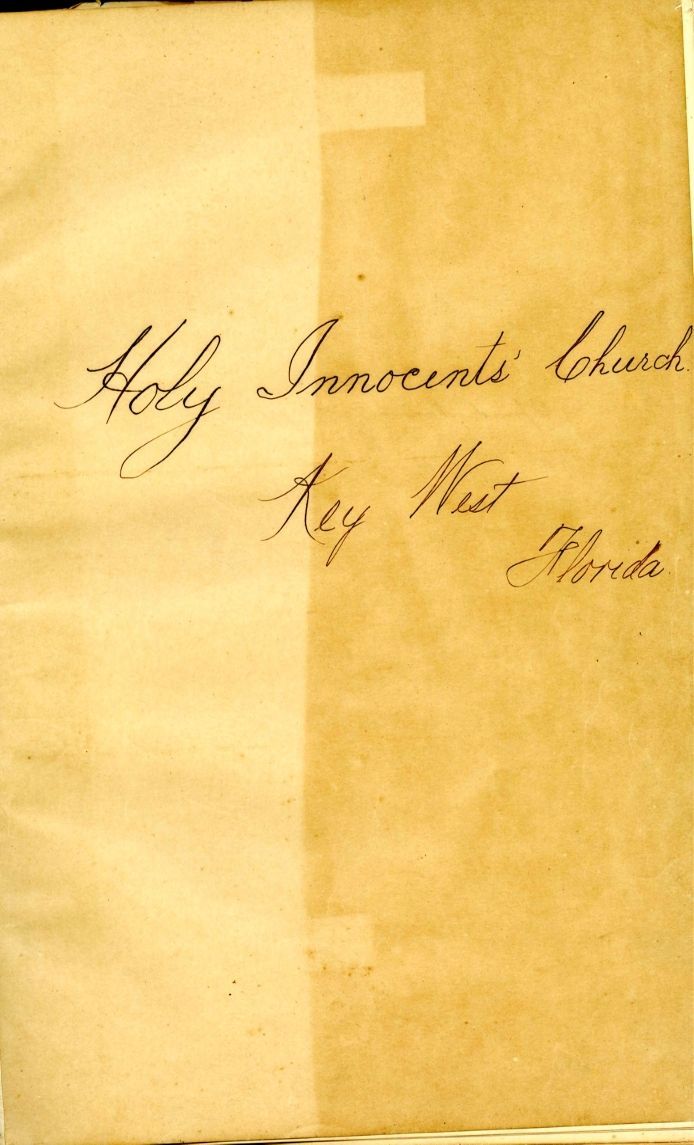 Holy Innocents' Church.
Key West
Florida.